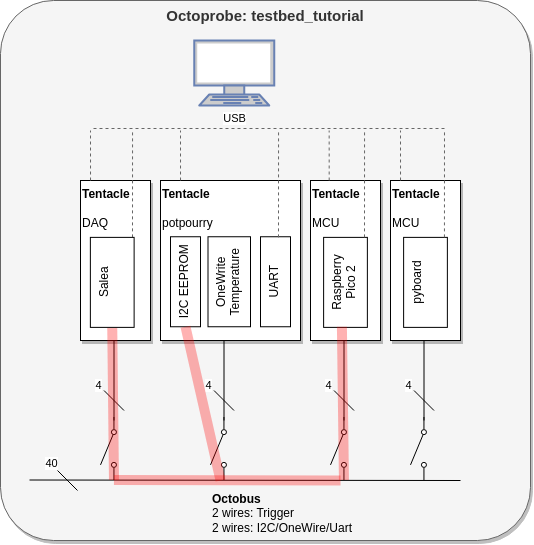 Octoprobe: testbed_tutorial
USB
Tentacle
DAQ
Salea
Tentacle
potpourry
I2C EEPROM
OneWrite
Temperature
UART
Tentacle
MCU
Raspberry
Pico 2
Tentacle
MCU
pyboard
4
4
4
4
40
Octobus
2 wires: Trigger
2 wires: I2C/OneWire/Uart